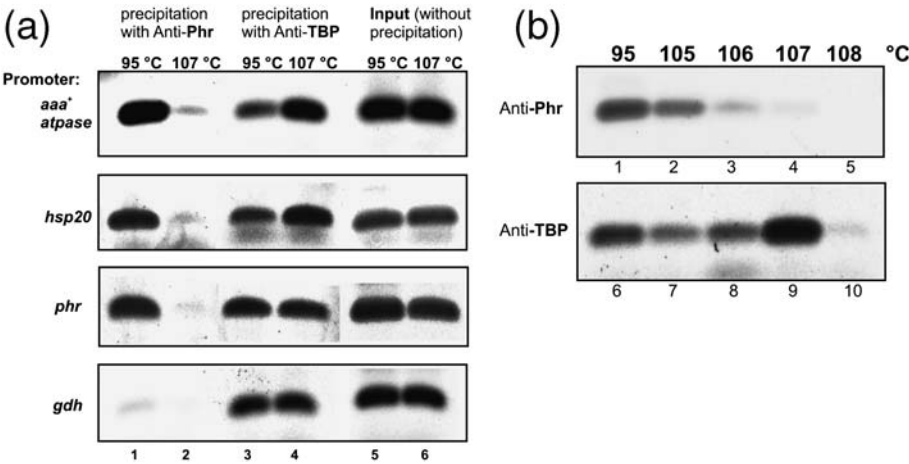 (a)
precipitation with Anti-Phr
precipitation with Anti-TBP
Input (without precipitation)
95 °C 107 °C 95 °C 107 °C 95 °C 107 °C
Promoter:
aaa+
atpase
hsp20
phr
gdh
1 2 3 4 5 6
(b)
95 105 106 107 108 °C
Anti-Phr
1 2 3 4 5
Anti-TBP
6 7 8 9 10